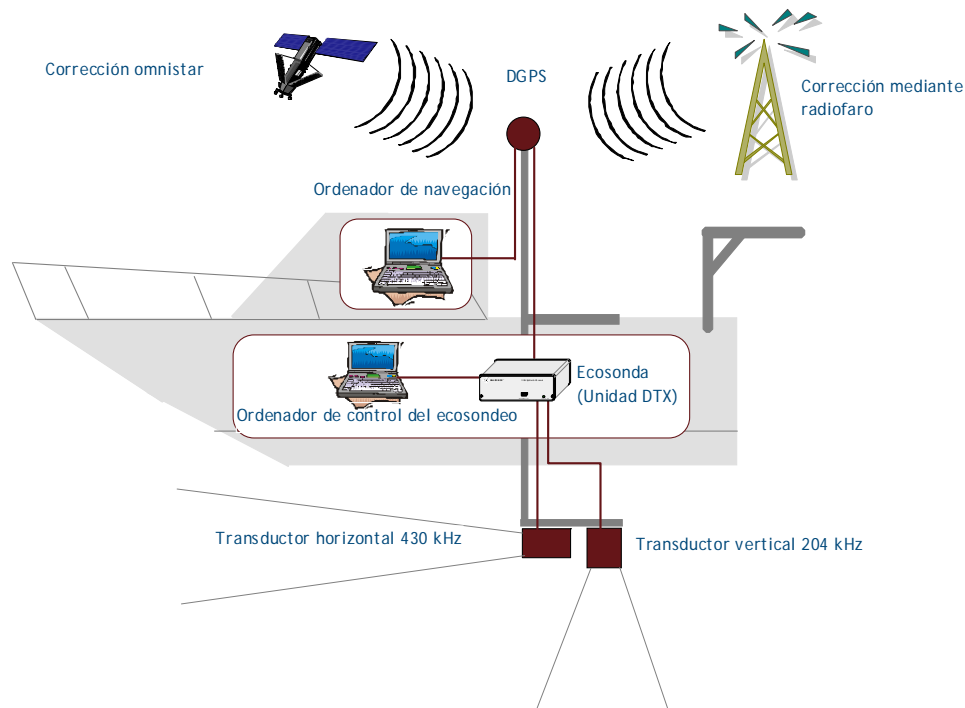 Corrección omnistar
DGPS
Corrección mediante
radiofaro
Ordenador de navegación
Ecosonda
(Unidad DTX)
Ordenador de control del ecosondeo
Transductor horizontal 430 kHz
Transductor vertical 204 kHz